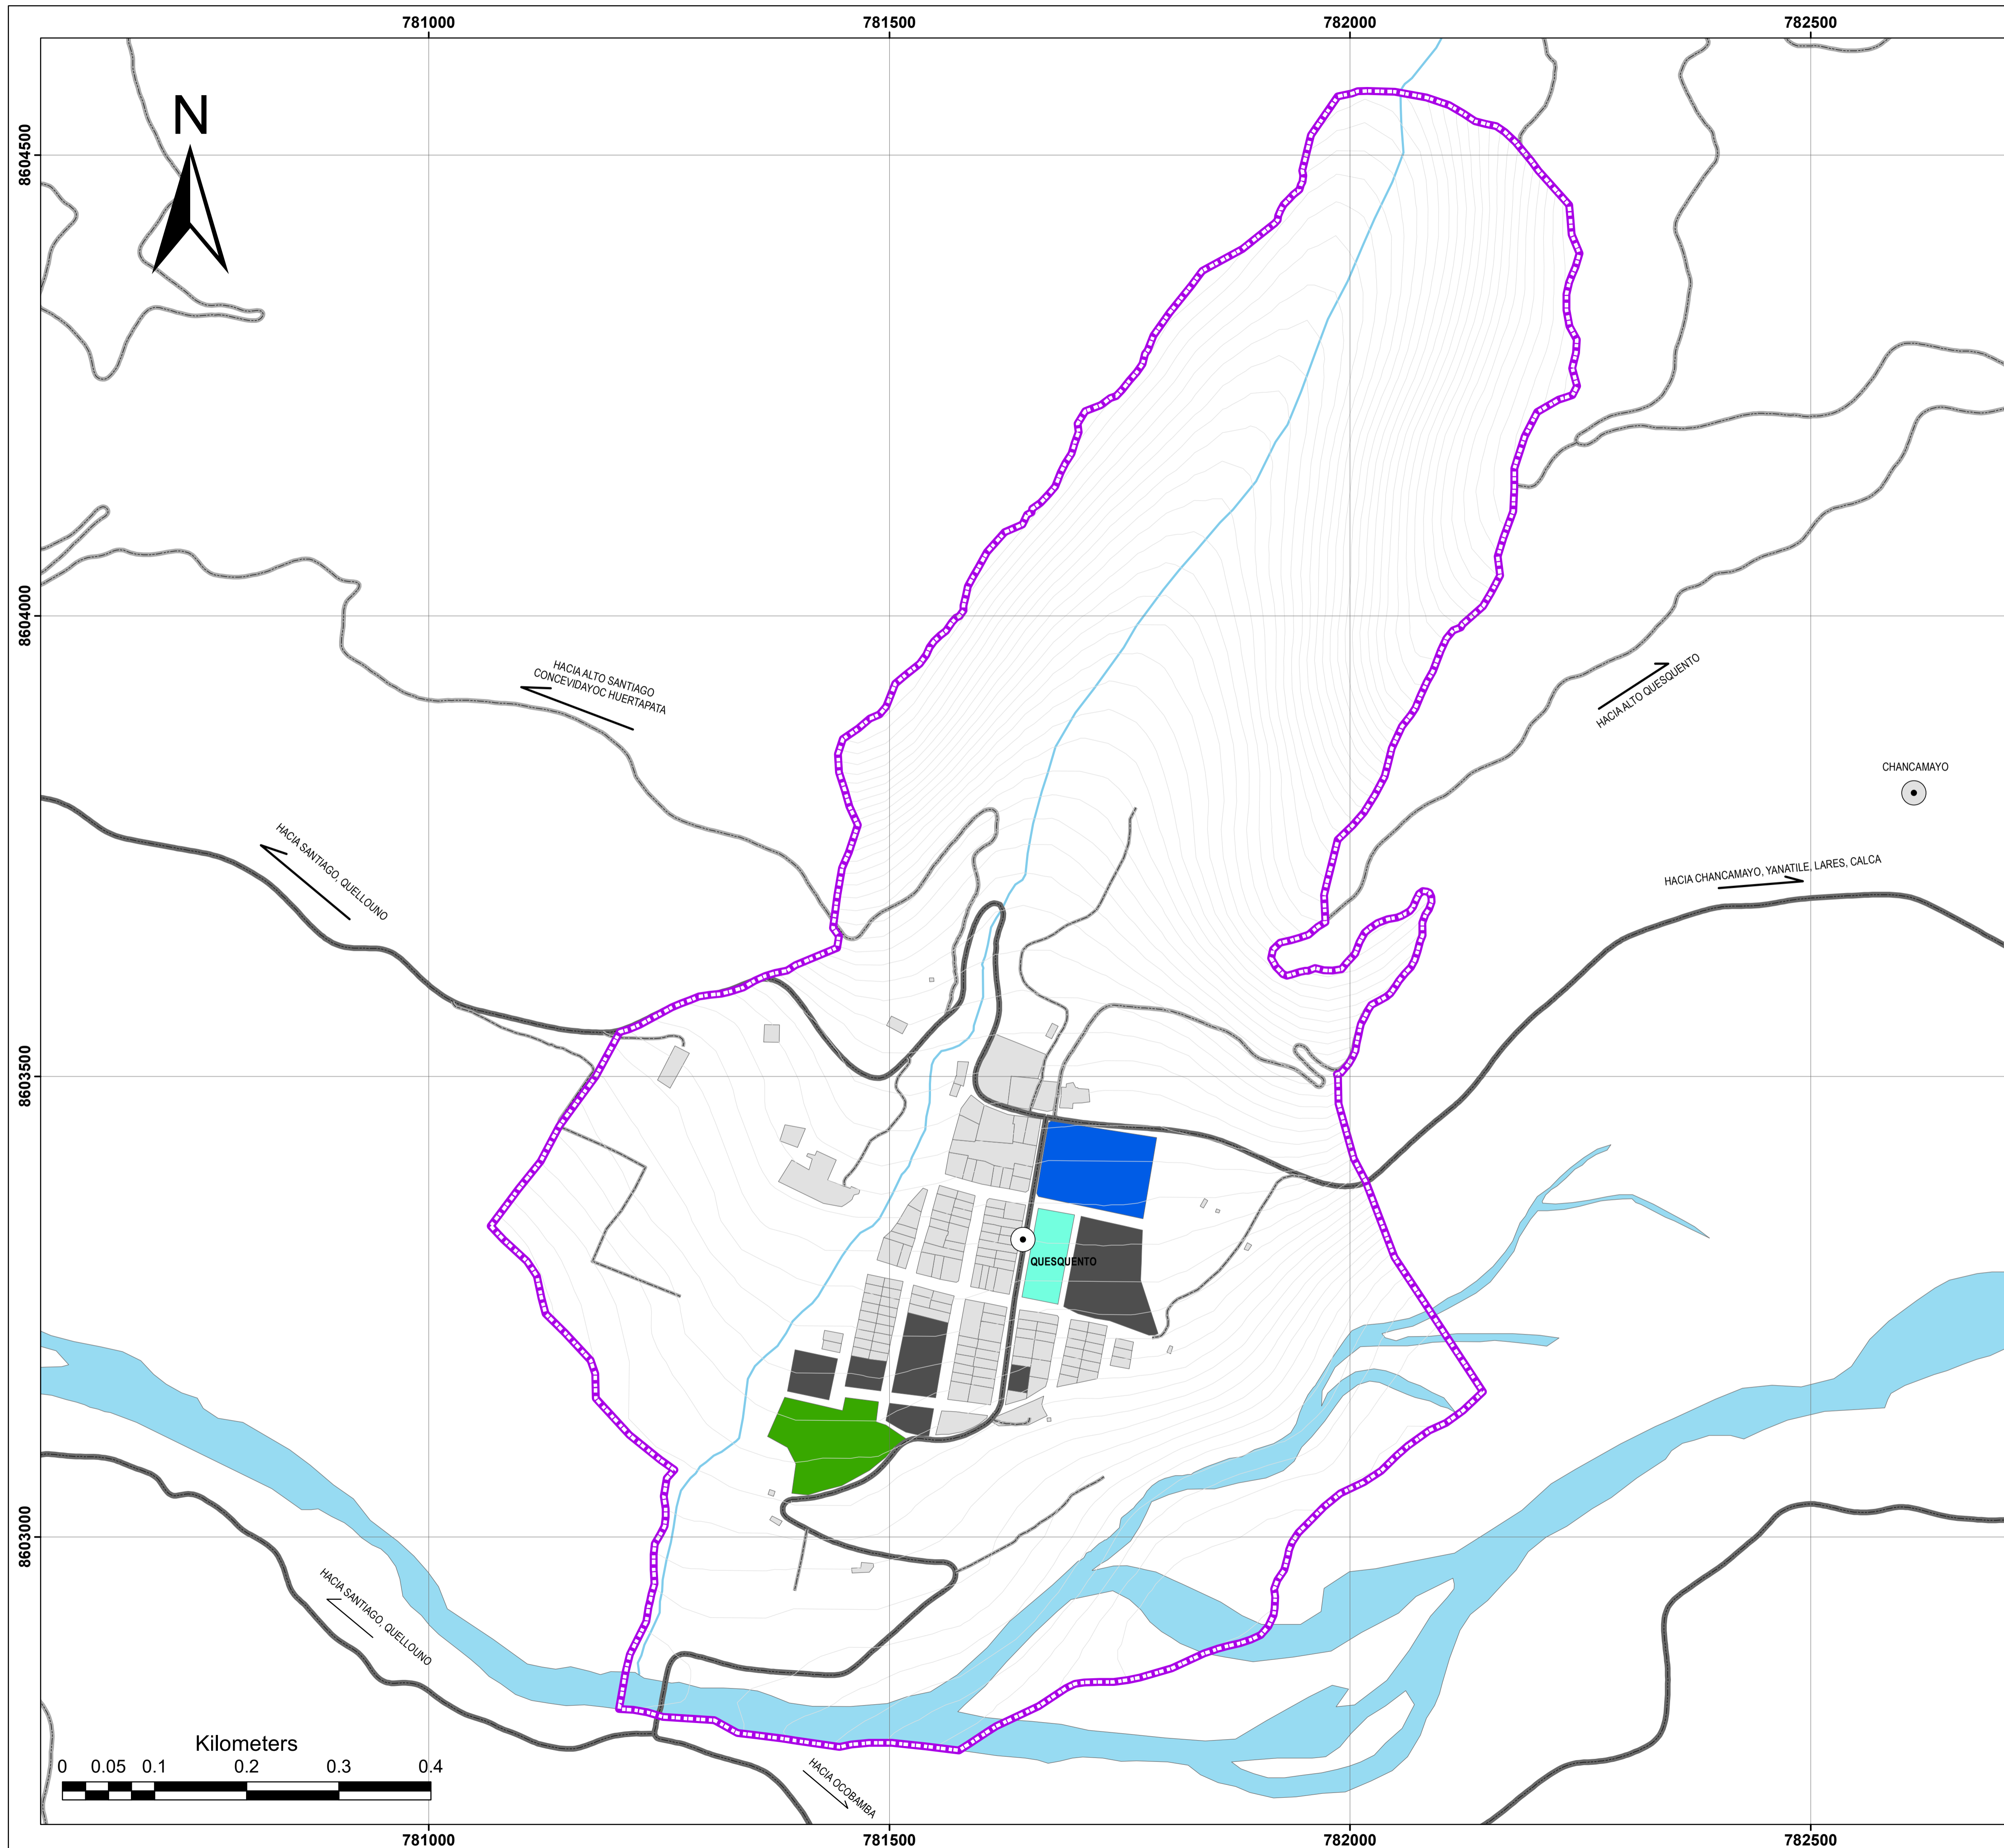 781000
781500
782000
782500
8604500
8604000
8603500
8603000
N
HACIA ALTO SANTIAGO
CONCEVIDAYOC HUERTAPATA
HACIA ALTO QUESQUENTO
CHANCAMAYO
HACIA SANTIAGO, QUELLOUNO
HACIA CHANCAMAYO, YANATILE, LARES, CALCA
QUESQUENTO
HACIA SANTIAGO, QUELLOUNO
HACIA OCOBAMBA
Kilometers
0 0.05 0.1 0.2 0.3 0.4
781000
781500
782000
782500